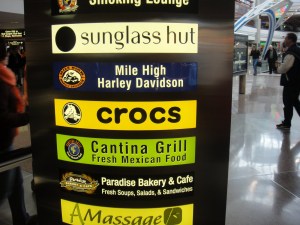 Smoking Lounge
sunglass hut
Mile High
Harley Davidson
crocs
Cantina Grill
Fresh Mexican Food
Paradise Bakery & Cafe
Fresh Soups, Salads, & Sandwiches
A Massage